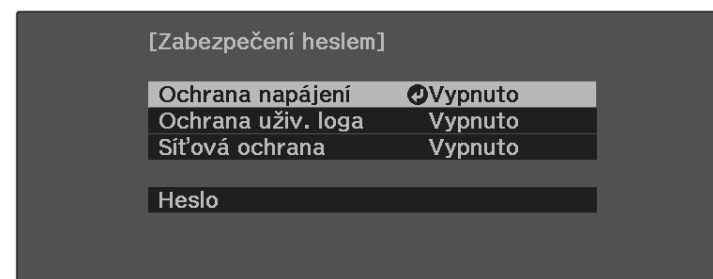 [Zabezpečení heslem]
Ochrana napájení Vypnuto
Ochrana uživ. loga Vypnuto
Síťová ochrana Vypnuto
Heslo